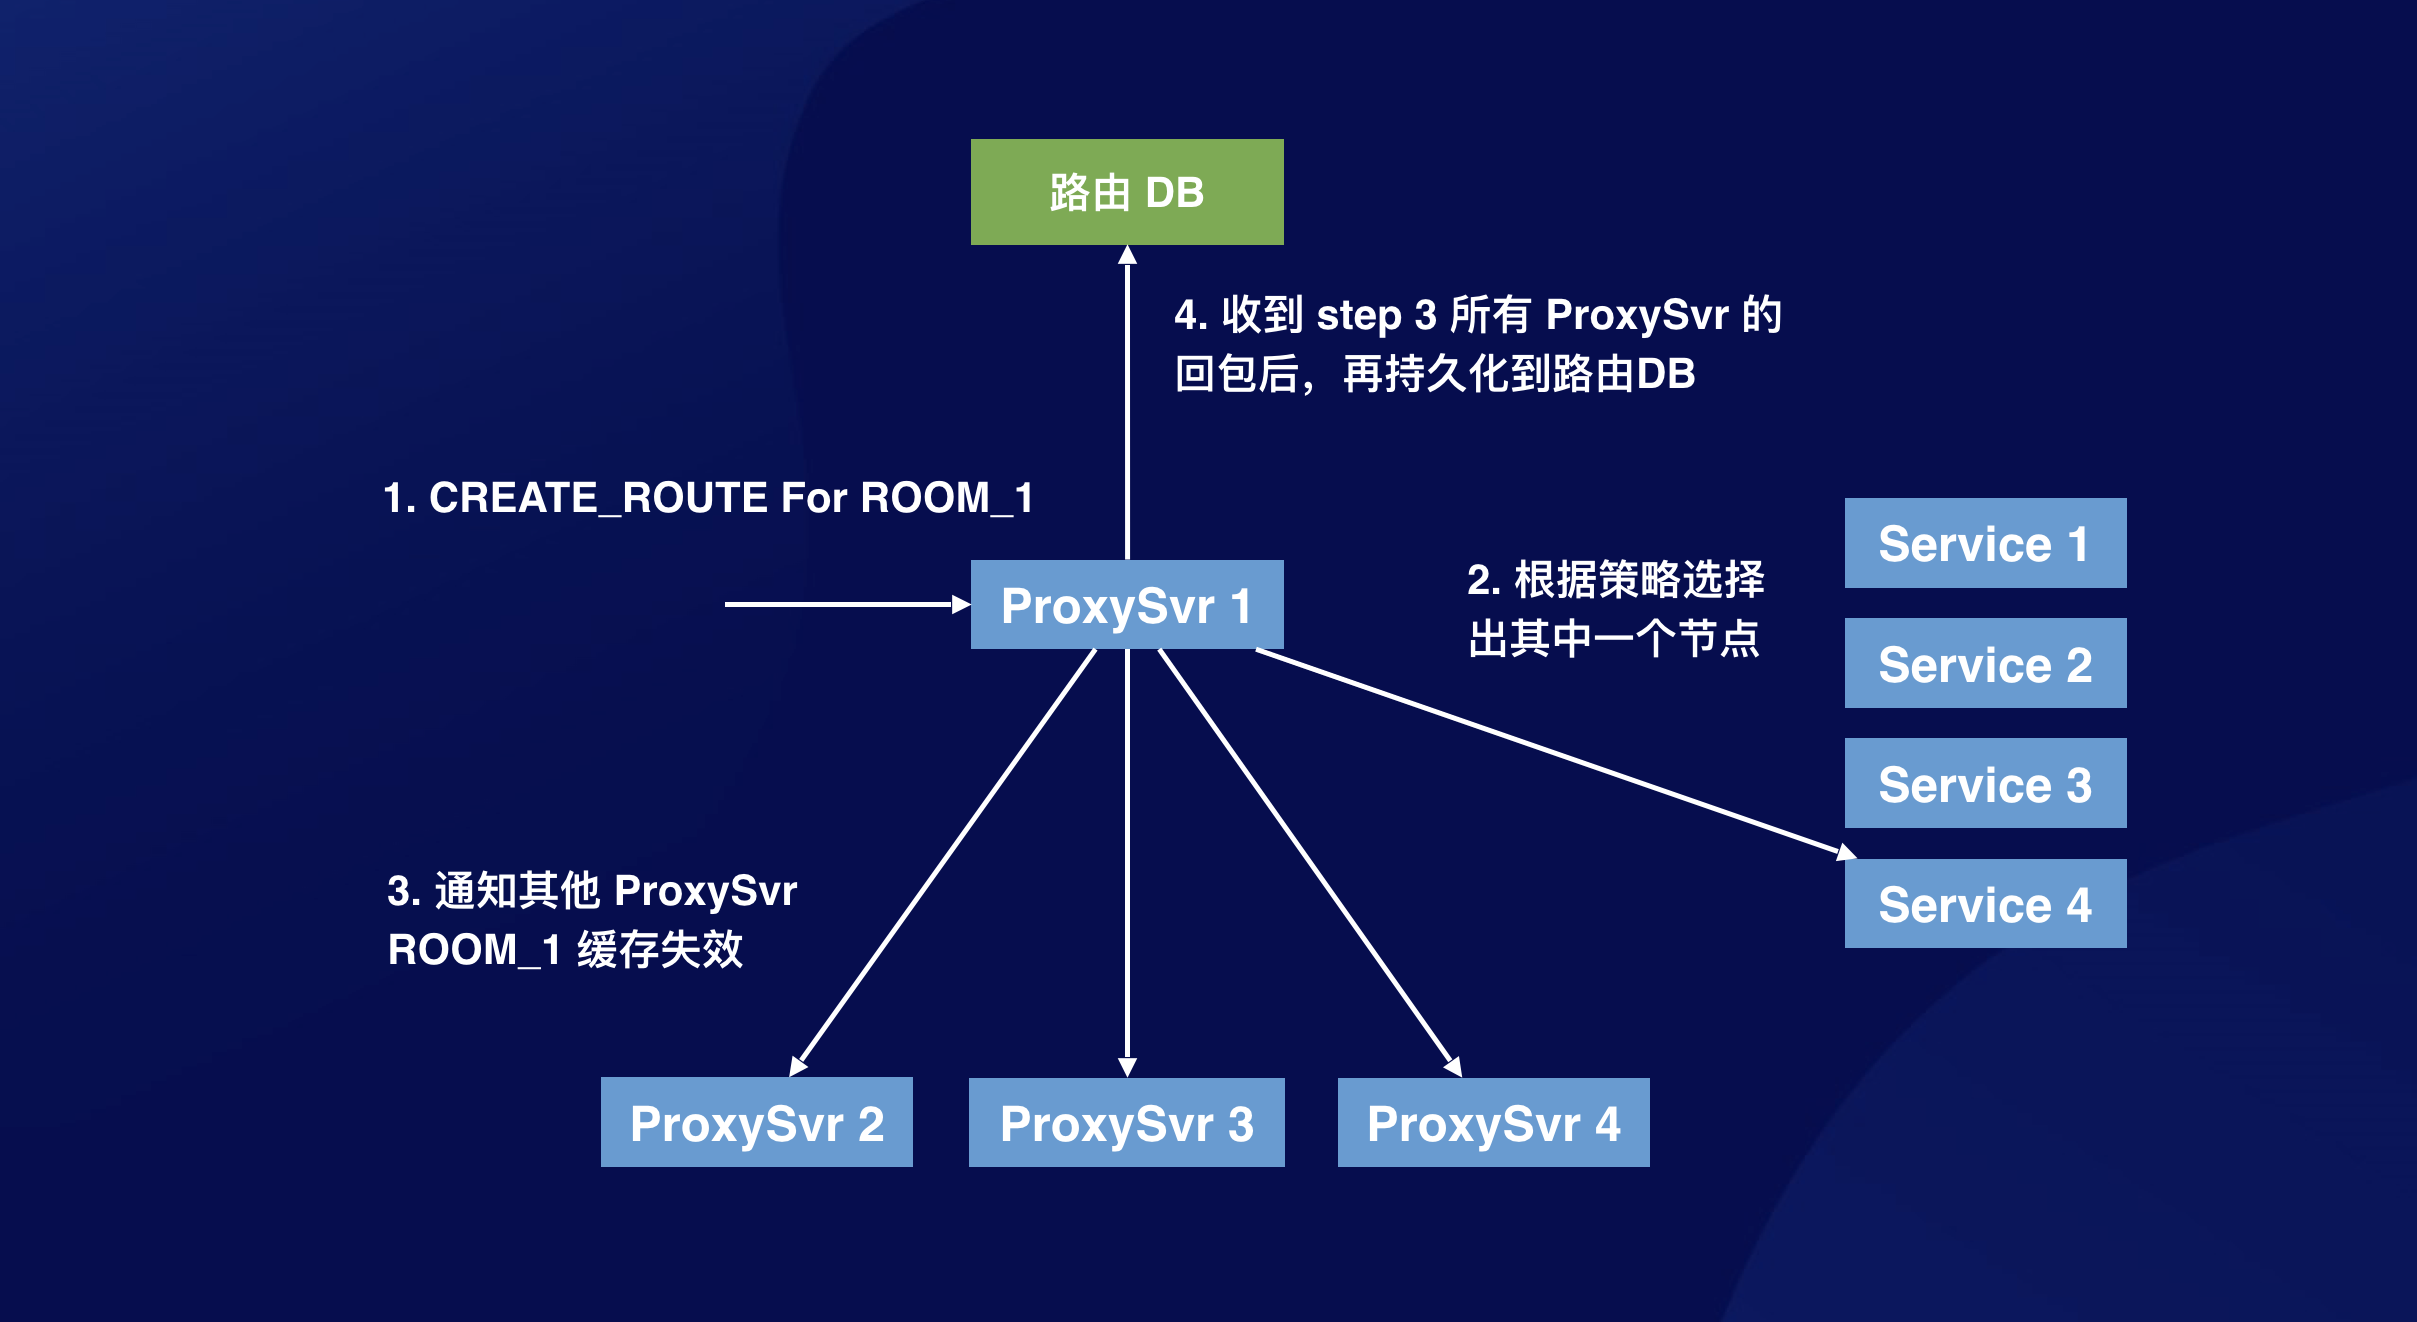 路由 DB
4. 收到 step 3 所有 ProxySvr 的
回包后，再持久化到路由DB
1. CREATE_ROUTE For ROOM_1
ProxySvr 1
2. 根据策略选择
出其中一个节点
Service 1
Service 2
Service 3
Service 4
3. 通知其他 ProxySvr
ROOM_1 缓存失效
ProxySvr 2
ProxySvr 3
ProxySvr 4